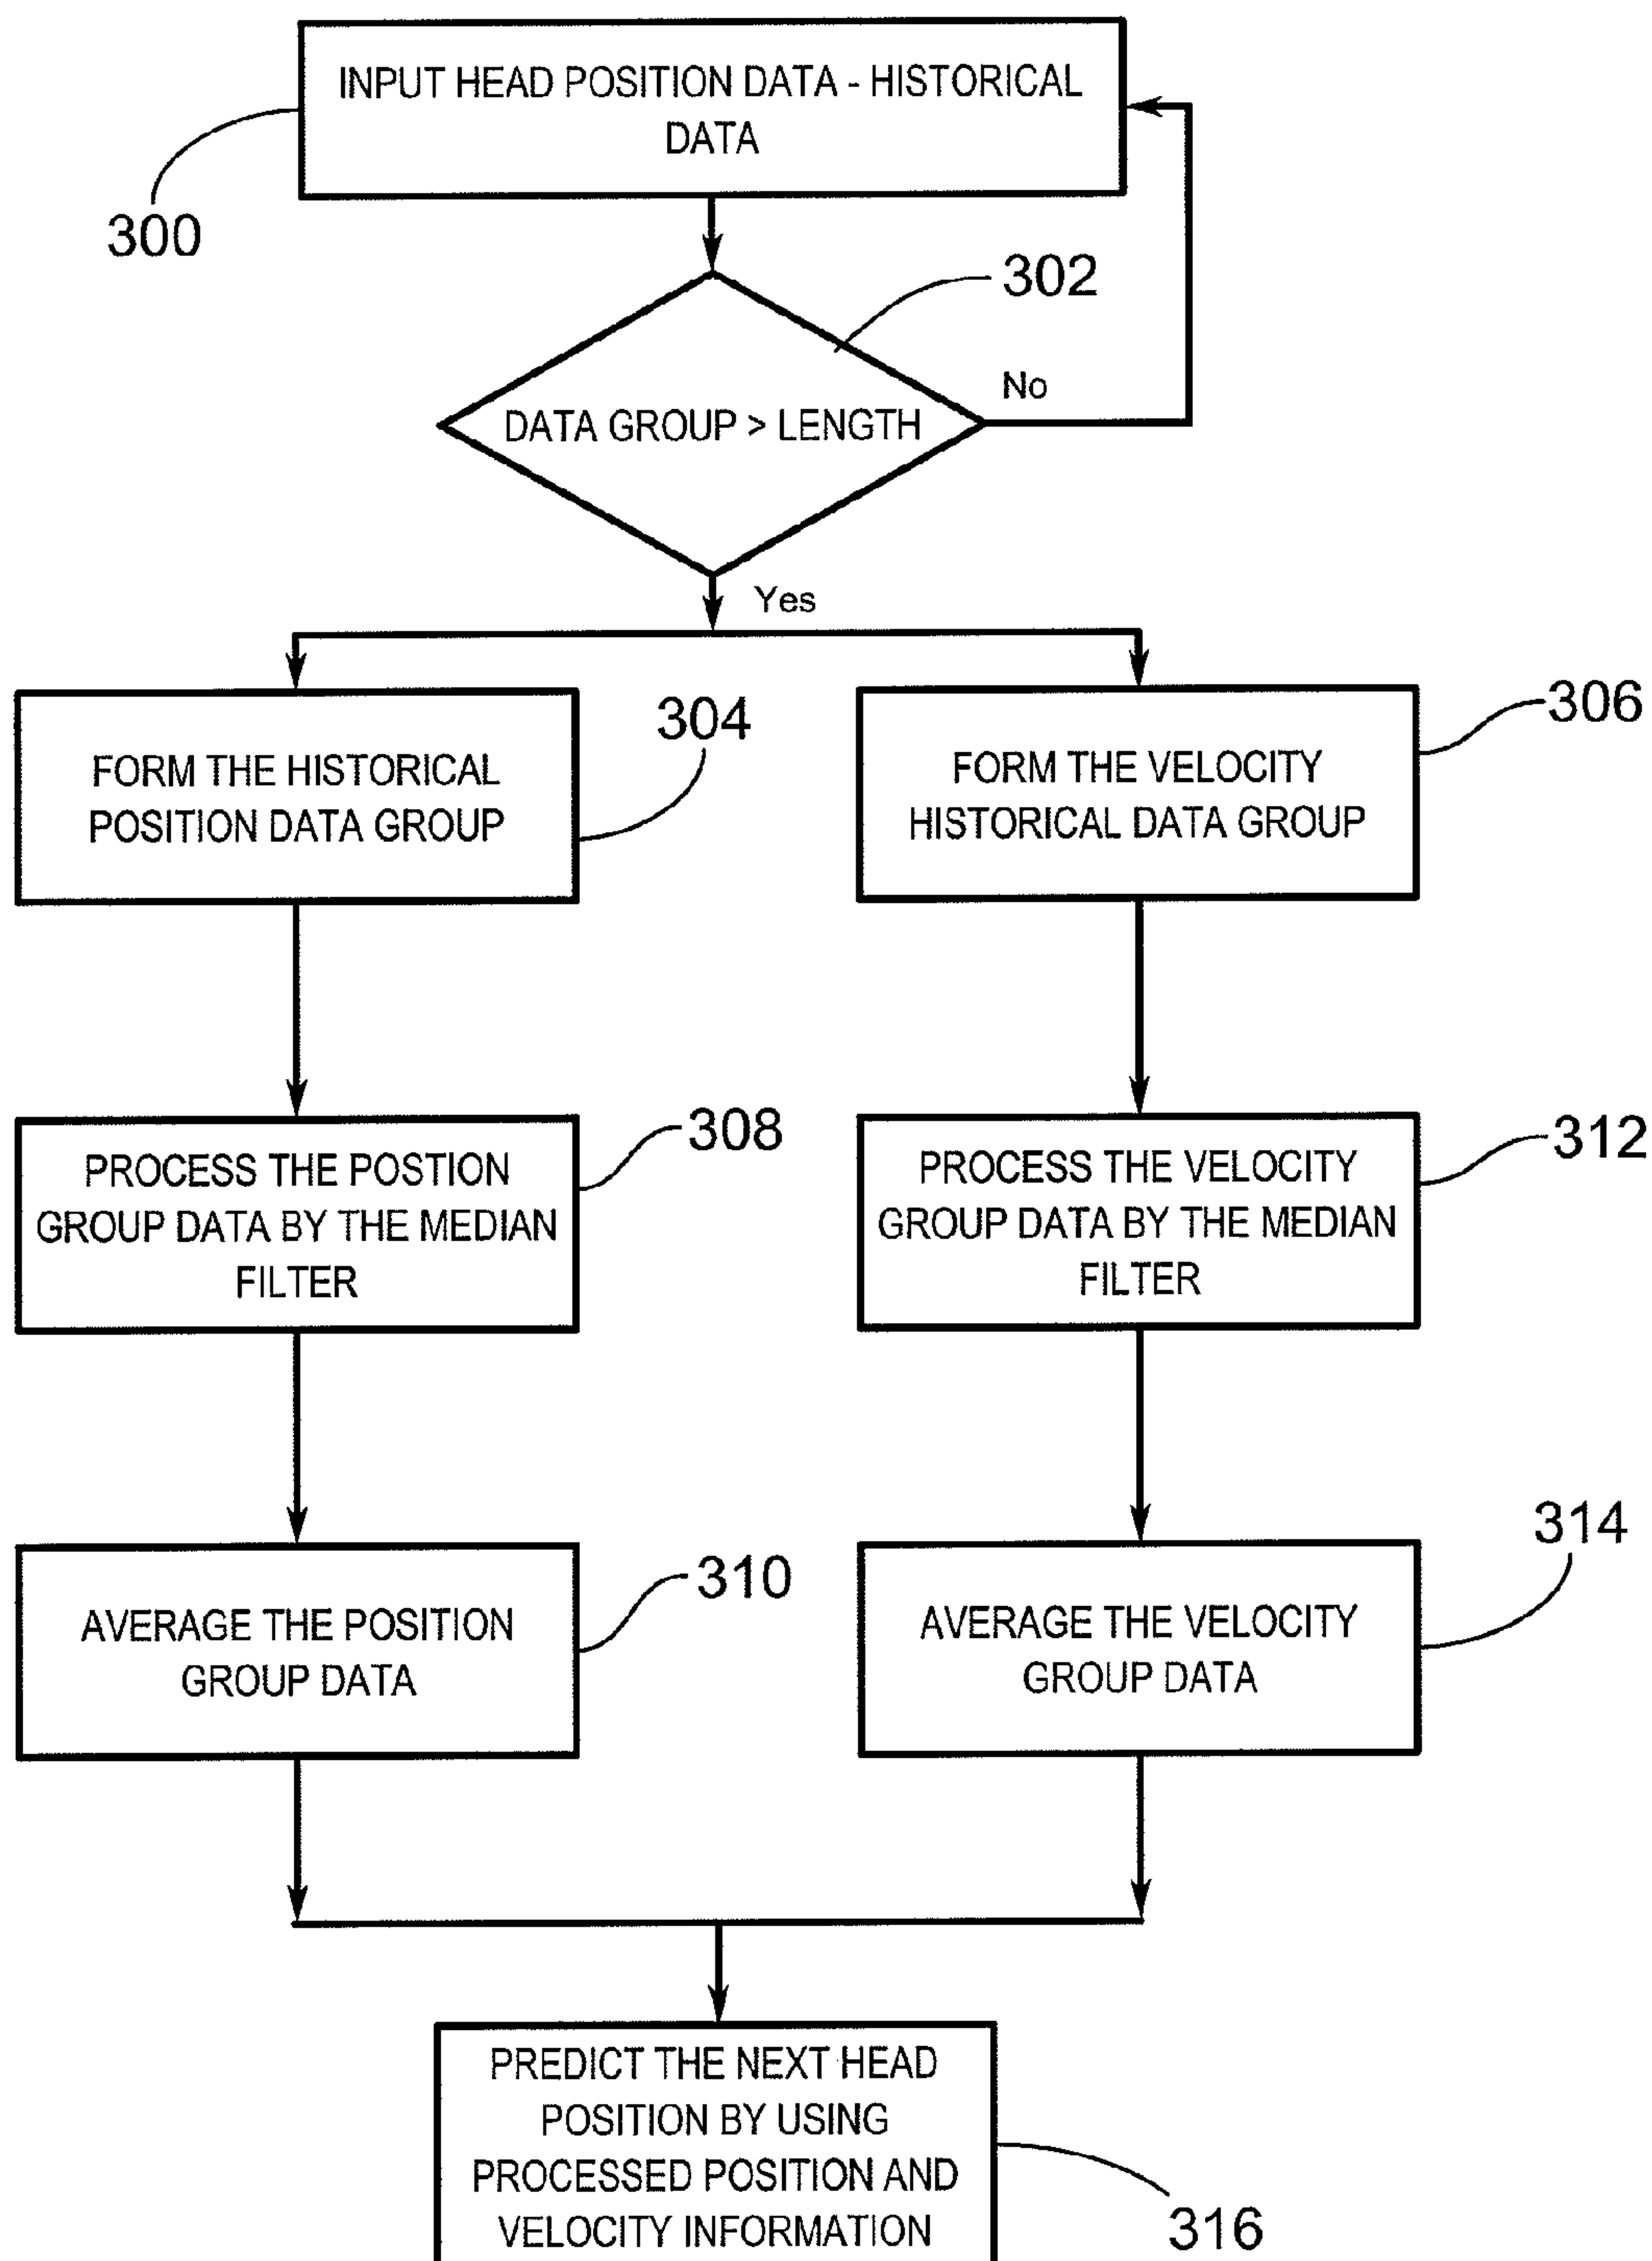 INPUT HEAD POSITION DATA - HISTORICAL
DATA
300
302
No
DATA GROUP > LENGTH
Yes
304
306
FORM THE HISTORICAL
POSITION DATA GROUP
FORM THE VELOCITY
HISTORICAL DATA GROUP
308
312
PROCESS THE POSTION
GROUP DATA BY THE MEDIAN
FILTER
PROCESS THE VELOCITY
GROUP DATA BY THE MEDIAN
FILTER
310
314
AVERAGE THE POSITION
GROUP DATA
AVERAGE THE VELOCITY
GROUP DATA
PREDICT THE NEXT HEAD
POSITION BY USING
PROCESSED POSITION AND
VELOCITY INFORMATION
316